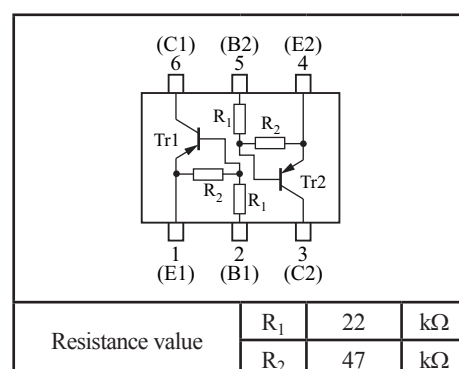 (C1) (B2) (E2)
6 5 4
R1 R2
Tr1
R2 R1 Tr2
1 2 3
(E1) (B1) (C2)
Resistance value R1 22 kΩ
R2 47 kΩ